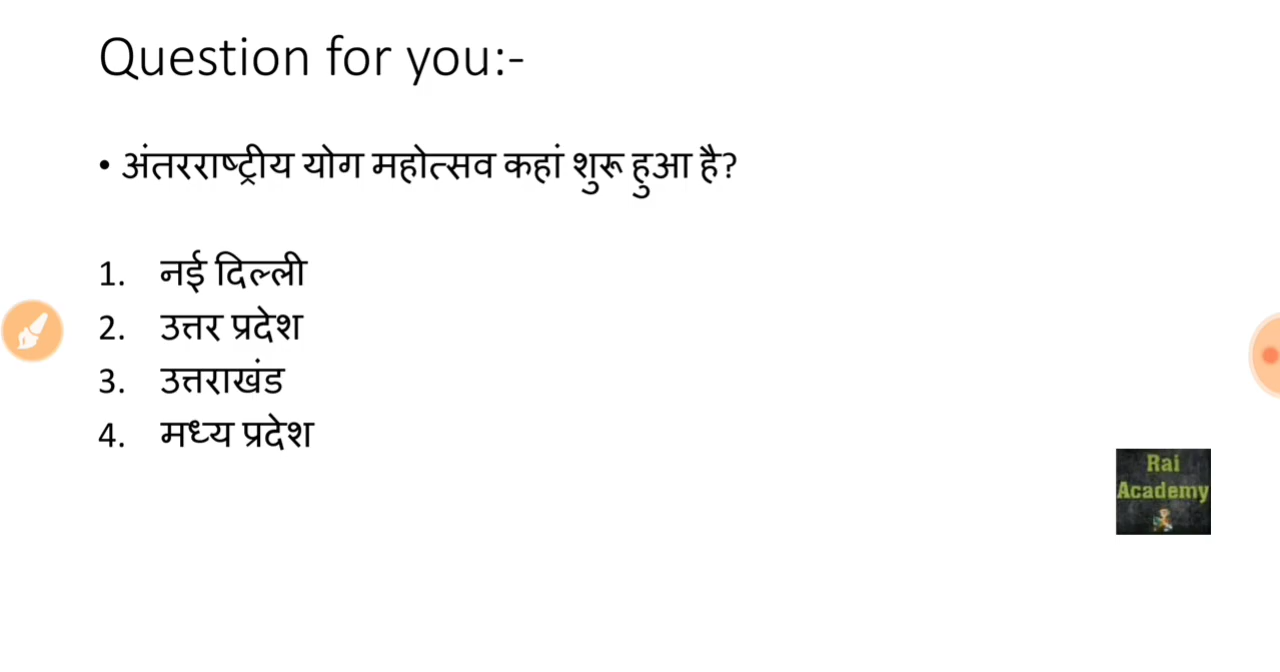 Question for you:-
• अंतरराष्ट्रीय योग महोत्सव कहां शुरू हुआ है?
1. नई दिल्ली
2. उत्तर प्रदेश
3. उत्तराखंड
4. मध्य प्रदेश
Rai
Academy